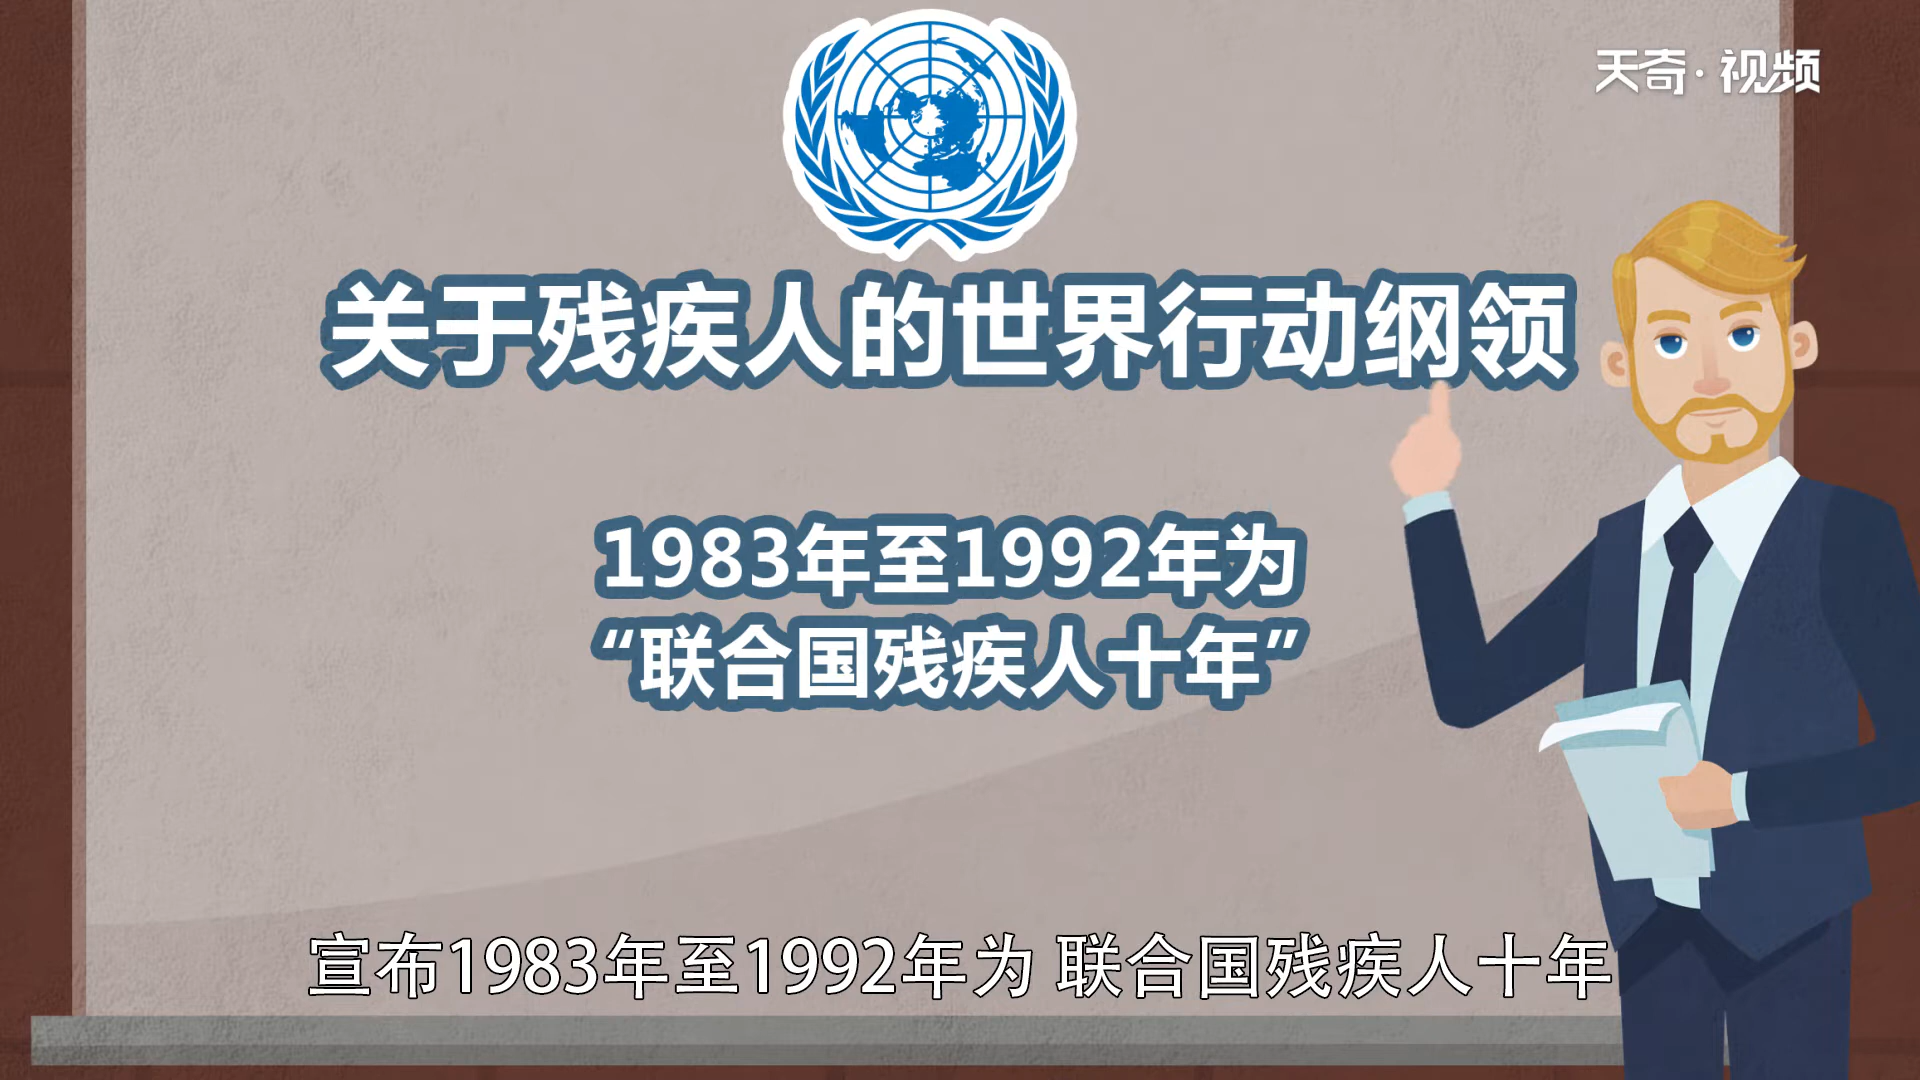 天奇·视频
关于残疾人的世界行动纲领
1983年至1992年为
“联合国残疾人十年”
宣布1983年至1992年为 联合国残疾人十年